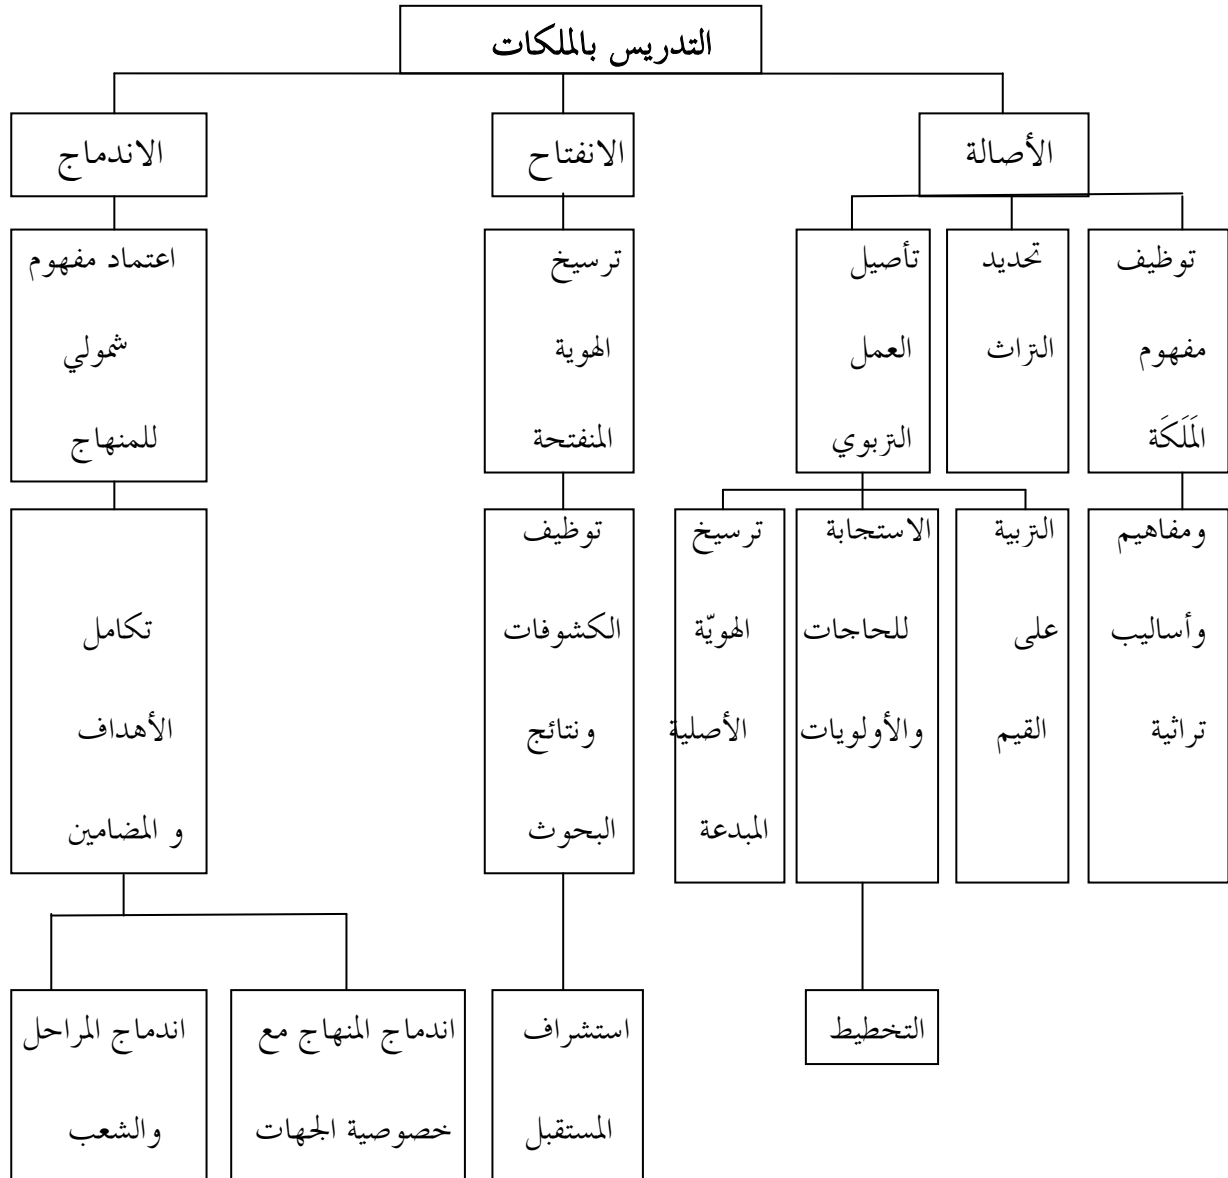 التدريس بالملكات
الأصالة
الانفتاح
الاندماج
توظيف
مفهوم
المَلَكَة
تحديد
التراث
تأصيل
العمل
التربوي
ترسيخ
الهوية
المنفتحة
اعتماد مفهوم
شمولي
للمنهاج
ومفاهيم
وأساليب
تراثية
التربية
على
القيم
الاستجابة
للحاجات
والأولويات
ترسيخ
الهويّة
الأصلية
المبدعة
توظيف
الكشوفات
ونتائج
البحوث
تكامل
الأهداف
و المضامين
التخطيط
استشراف
المستقبل
اندماج المنهاج مع
خصوصية الجهات
اندماج المراحل
والشعب